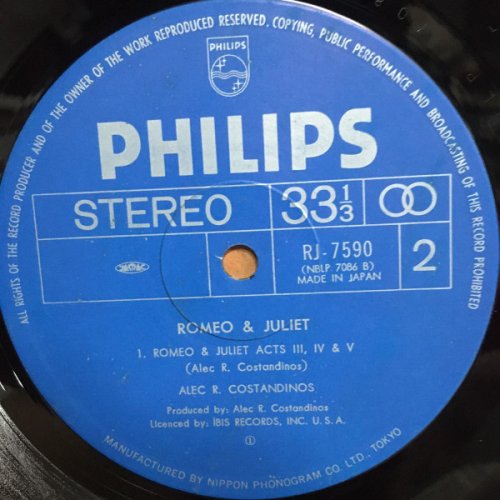 ALL RIGHTS OF THE RECORD PRODUCER AND OF THE OWNER OF THE WORK REPRODUCED RESERVED. COPYING, PUBLIC PERFORMANCE AND BROADCASTING OF THIS RECORD PROHIBITED
PHILIPS
PHILIPS
STEREO 33 1/3
RJ-7590
(NBLP 7086 B)
MADE IN JAPAN
2
ROMEO & JULIET
1. ROMEO & JULIET ACTS III, IV & V
(Alec R. Costandinos)
ALEC R. COSTANDINOS
Produced by: Alec R. Costandinos
Licenced by: IBIS RECORDS, INC. U.S.A.
MANUFACTURED BY NIPPON PHONOGRAM CO. LTD., TOKYO